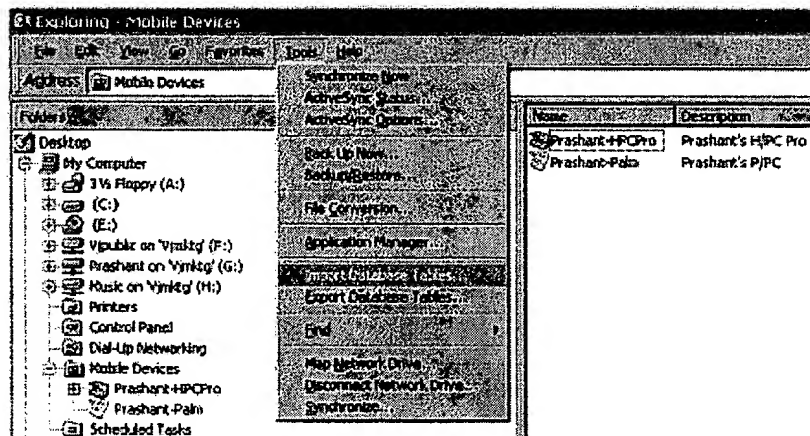 Exploring - Mobile Devices
File Edit View Go Favorites Tools Help
Address Mobile Devices
Synchronize Now
ActiveSync Status...
ActiveSync Options...
Back Up Now...
Backup/Restore...
File Conversion...
Application Manager...
Import Database Tables...
Export Database Tables...
Find
Map Network Drive...
Disconnect Network Drive...
Synchronize...
Folders
Desktop
My Computer
3½ Floppy (A:)
(C:)
(E:)
Vjpublic on 'Vjmktg' (F:)
Prashant on 'Vjmktg' (G:)
Music on 'Vjmktg' (H:)
Printers
Control Panel
Dial-Up Networking
Mobile Devices
Prashant-HPCPro
Prashant-Palm
Scheduled Tasks
Name Description
Prashant-HPCPro Prashant's H/PC Pro
Prashant-Palm Prashant's P/PC